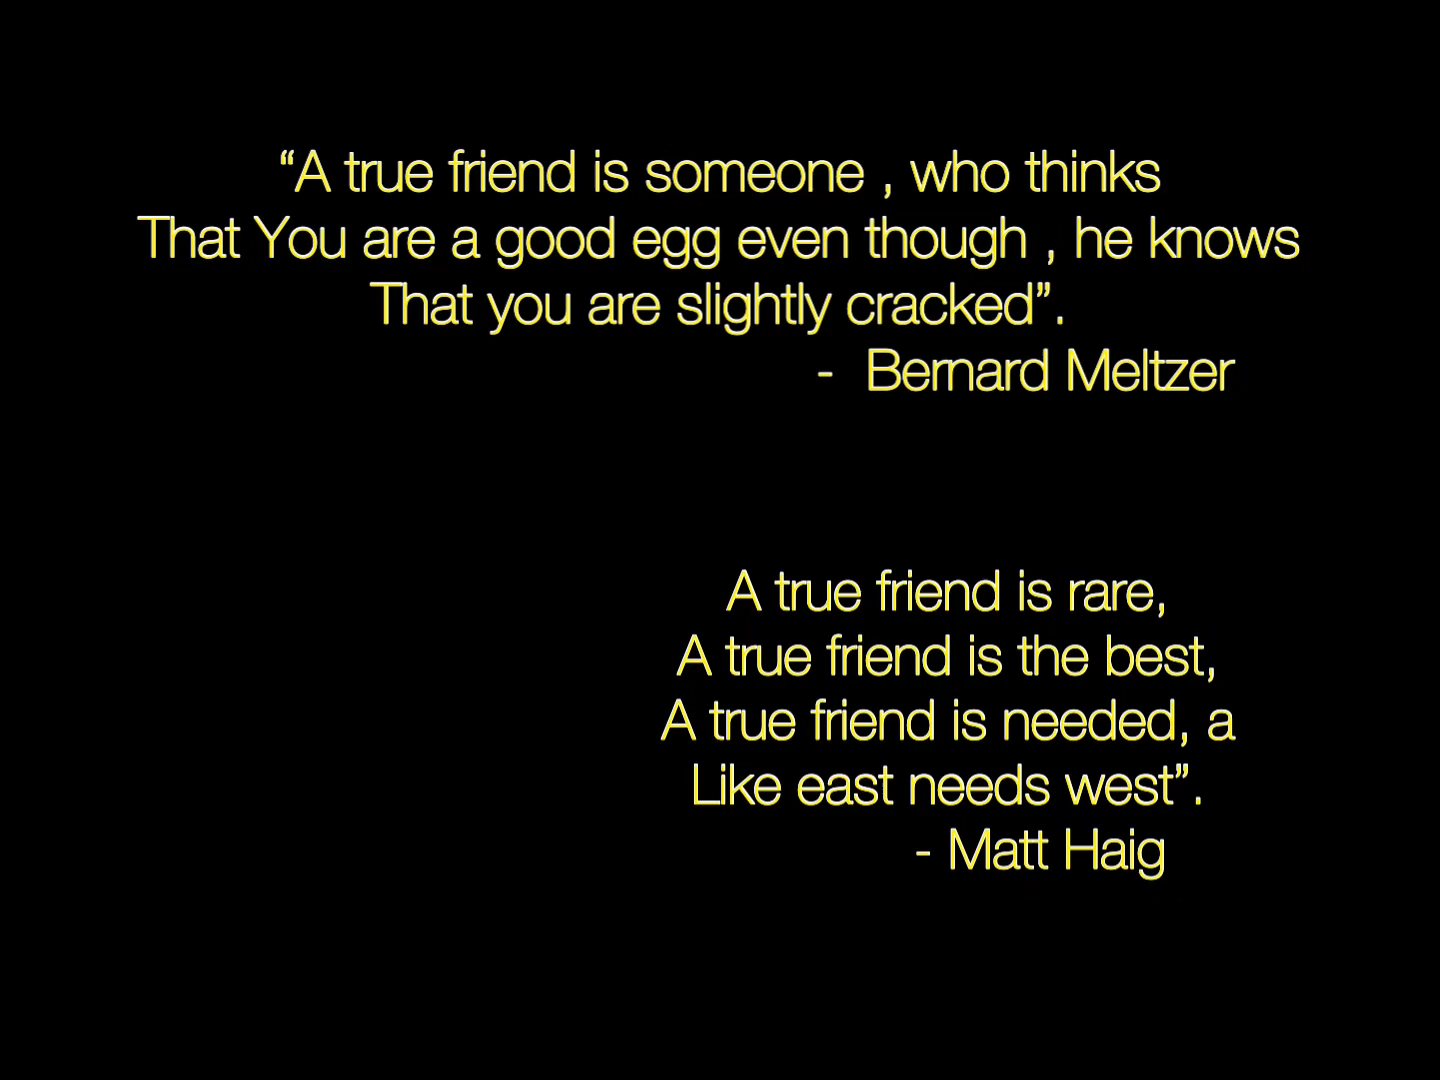 “A true friend is someone , who thinks
That You are a good egg even though , he knows
That you are slightly cracked”.
- Bernard Meltzer
A true friend is rare,
A true friend is the best,
A true friend is needed, a
Like east needs west”.
- Matt Haig